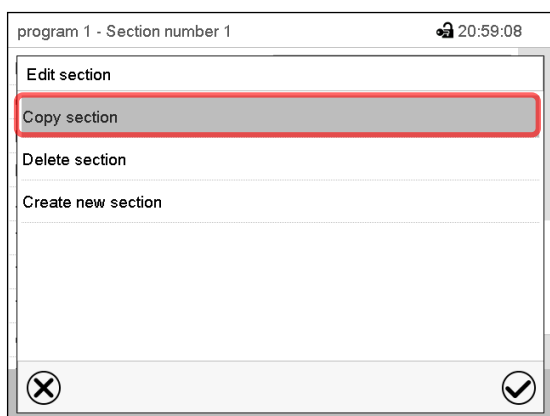 program 1 - Section number 1 20:59:08
Edit section
Copy section
Delete section
Create new section